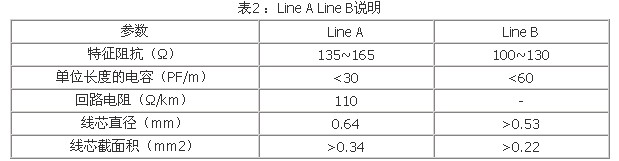 表2：Line A Line B说明
参数 Line A Line B
特征阻抗（Ω） 135~165 100~130
单位长度的电容（PF/m） <30 <60
回路电阻（Ω/km） 110 -
线芯直径（mm） 0.64 >0.53
线芯截面积（mm2） >0.34 >0.22